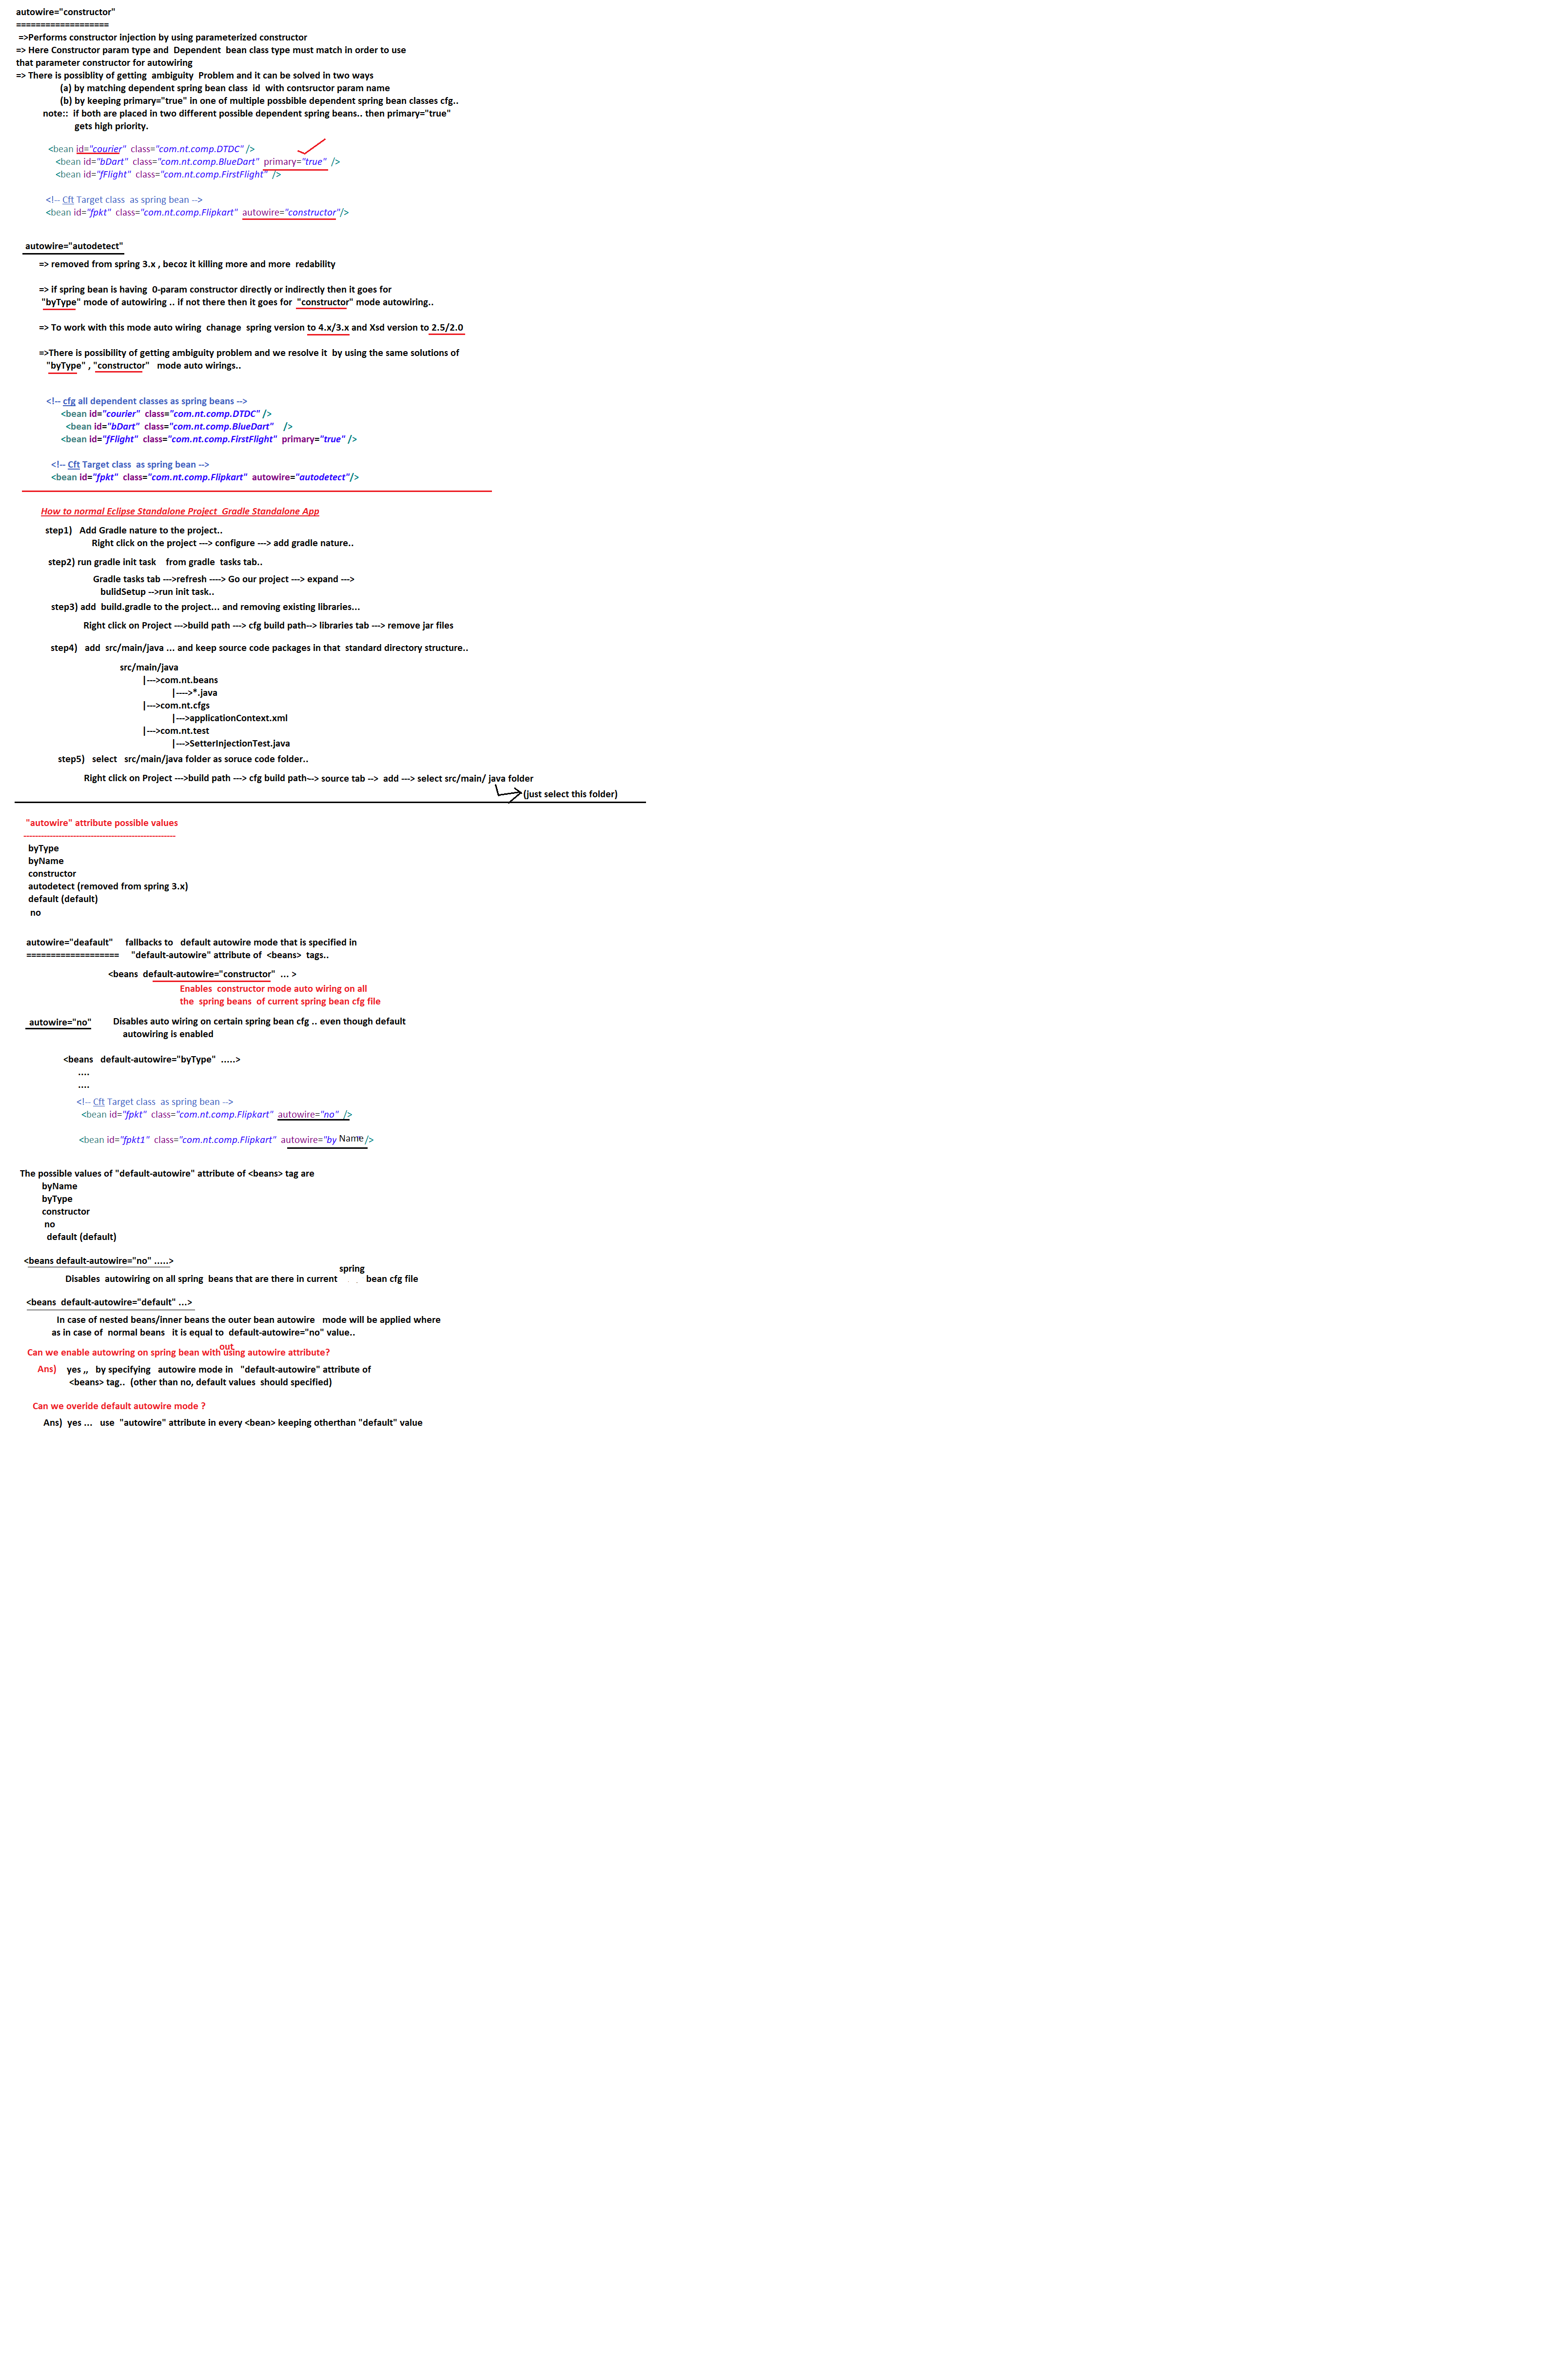 autowire="constructor"
===================
=>Performs constructor injection by using parameterized constructor
=> Here Constructor param type and  Dependent  bean class type must match in order to use
that parameter constructor for autowiring
=> There is possiblity of getting  ambiguity  Problem and it can be solved in two ways
(a) by matching dependent spring bean class  id  with contsructor param name
(b) by keeping primary="true" in one of multiple possbible dependent spring bean classes cfg..
note::  if both are placed in two different possible dependent spring beans.. then primary="true"
gets high priority.
<bean id="courier"  class="com.nt.comp.DTDC" />
<bean id="bDart"  class="com.nt.comp.BlueDart"  primary="true"  />
<bean id="fFlight"  class="com.nt.comp.FirstFlight"  />
<!-- Cft Target class  as spring bean -->
<bean id="fpkt"  class="com.nt.comp.Flipkart"  autowire="constructor"/>
autowire="autodetect"
=> removed from spring 3.x , becoz it killing more and more  redability
=> if spring bean is having  0-param constructor directly or indirectly then it goes for
"byType" mode of autowiring .. if not there then it goes for  "constructor" mode autowiring..
=> To work with this mode auto wiring  chanage  spring version to 4.x/3.x and Xsd version to 2.5/2.0
=>There is possibility of getting ambiguity problem and we resolve it  by using the same solutions of
"byType" , "constructor"   mode auto wirings..
<!-- cfg all dependent classes as spring beans -->
<bean id="courier"  class="com.nt.comp.DTDC" />
<bean id="bDart"  class="com.nt.comp.BlueDart"    />
<bean id="fFlight"  class="com.nt.comp.FirstFlight"  primary="true" />
<!-- Cft Target class  as spring bean -->
<bean id="fpkt"  class="com.nt.comp.Flipkart"  autowire="autodetect"/>
How to normal Eclipse Standalone Project  Gradle Standalone App
step1)   Add Gradle nature to the project..
Right click on the project ---> configure ---> add gradle nature..
step2) run gradle init task    from gradle  tasks tab..
Gradle tasks tab --->refresh ----> Go our project ---> expand --->
bulidSetup -->run init task..
step3) add  build.gradle to the project... and removing existing libraries...
Right click on Project --->build path ---> cfg build path--> libraries tab ---> remove jar files
step4)   add  src/main/java ... and keep source code packages in that  standard directory structure..
src/main/java
|--->com.nt.beans
|---->*.java
|--->com.nt.cfgs
|--->applicationContext.xml
|--->com.nt.test
|--->SetterInjectionTest.java
step5)   select   src/main/java folder as soruce code folder..
Right click on Project --->build path ---> cfg build path--> source tab -->  add ---> select src/main/ java folder
(just select this folder)
"autowire" attribute possible values
----------------------------------------------------
byType
byName
constructor
autodetect (removed from spring 3.x)
default (default)
no
autowire="deafault"     fallbacks to   default autowire mode that is specified in
===================     "default-autowire" attribute of  <beans>  tags..
<beans  default-autowire="constructor"  ... >
Enables  constructor mode auto wiring on all
the  spring beans  of current spring bean cfg file
autowire="no"         Disables auto wiring on certain spring bean cfg .. even though default
autowiring is enabled
<beans   default-autowire="byType"  .....>
....
....
<!-- Cft Target class  as spring bean -->
<bean id="fpkt"  class="com.nt.comp.Flipkart"  autowire="no"  />
<bean id="fpkt1"  class="com.nt.comp.Flipkart"  autowire="by Name"/>
The possible values of "default-autowire" attribute of <beans> tag are
byName
byType
constructor
no
default (default)
<beans default-autowire="no" .....>
Disables  autowiring on all spring  beans that are there in current spring bean cfg file
<beans  default-autowire="default" ...>
In case of nested beans/inner beans the outer bean autowire   mode will be applied where
as in case of  normal beans   it is equal to  default-autowire="no" value..
out
Can we enable autowring on spring bean with using autowire attribute?
Ans)    yes ,,   by specifying   autowire mode in   "default-autowire" attribute of
<beans> tag..  (other than no, default values  should specified)
Can we overide default autowire mode ?
Ans)  yes ...   use  "autowire" attribute in every <bean> keeping otherthan "default" value